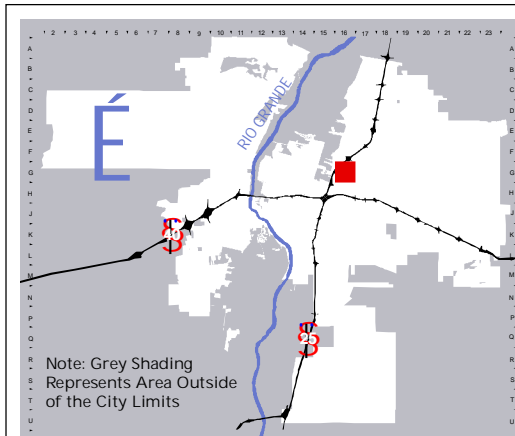 2 3 4 5 6 7 8 9 10 11 12 13 14 15 16 17 18 19 20 21 22 23
A
B
C
D
E
F
G
H
J
K
L
M
N
P
Q
R
S
T
U
RIO GRANDE
É
40
25
Note: Grey Shading
Represents Area Outside
of the City Limits
A
B
C
D
E
F
G
H
J
K
L
M
N
P
Q
R
S
T
U